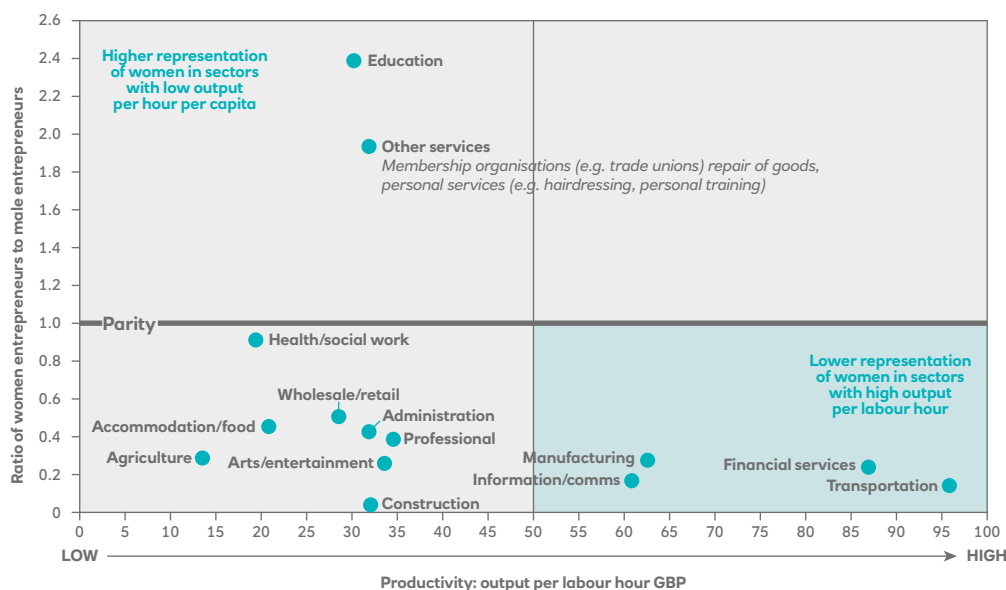 2.6
2.4
2.2
2.0
1.8
1.6
1.4
1.2
1.0
0.8
0.6
0.4
0.2
0
Ratio of women entrepreneurs to male entrepreneurs
Higher representation
of women in sectors
with low output
per hour per capita
Education
Other services
Membership organisations (e.g. trade unions) repair of goods,
personal services (e.g. hairdressing, personal training)
Parity
Health/social work
Lower representation
of women in sectors
with high output
per labour hour
Wholesale/retail
Administration
Accommodation/food
Professional
Agriculture
Arts/entertainment
Manufacturing
Financial services
Information/comms
Transportation
Construction
0 5 10 15 20 25 30 35 40 45 50 55 60 65 70 75 80 85 90 95 100
LOW HIGH
Productivity: output per labour hour GBP